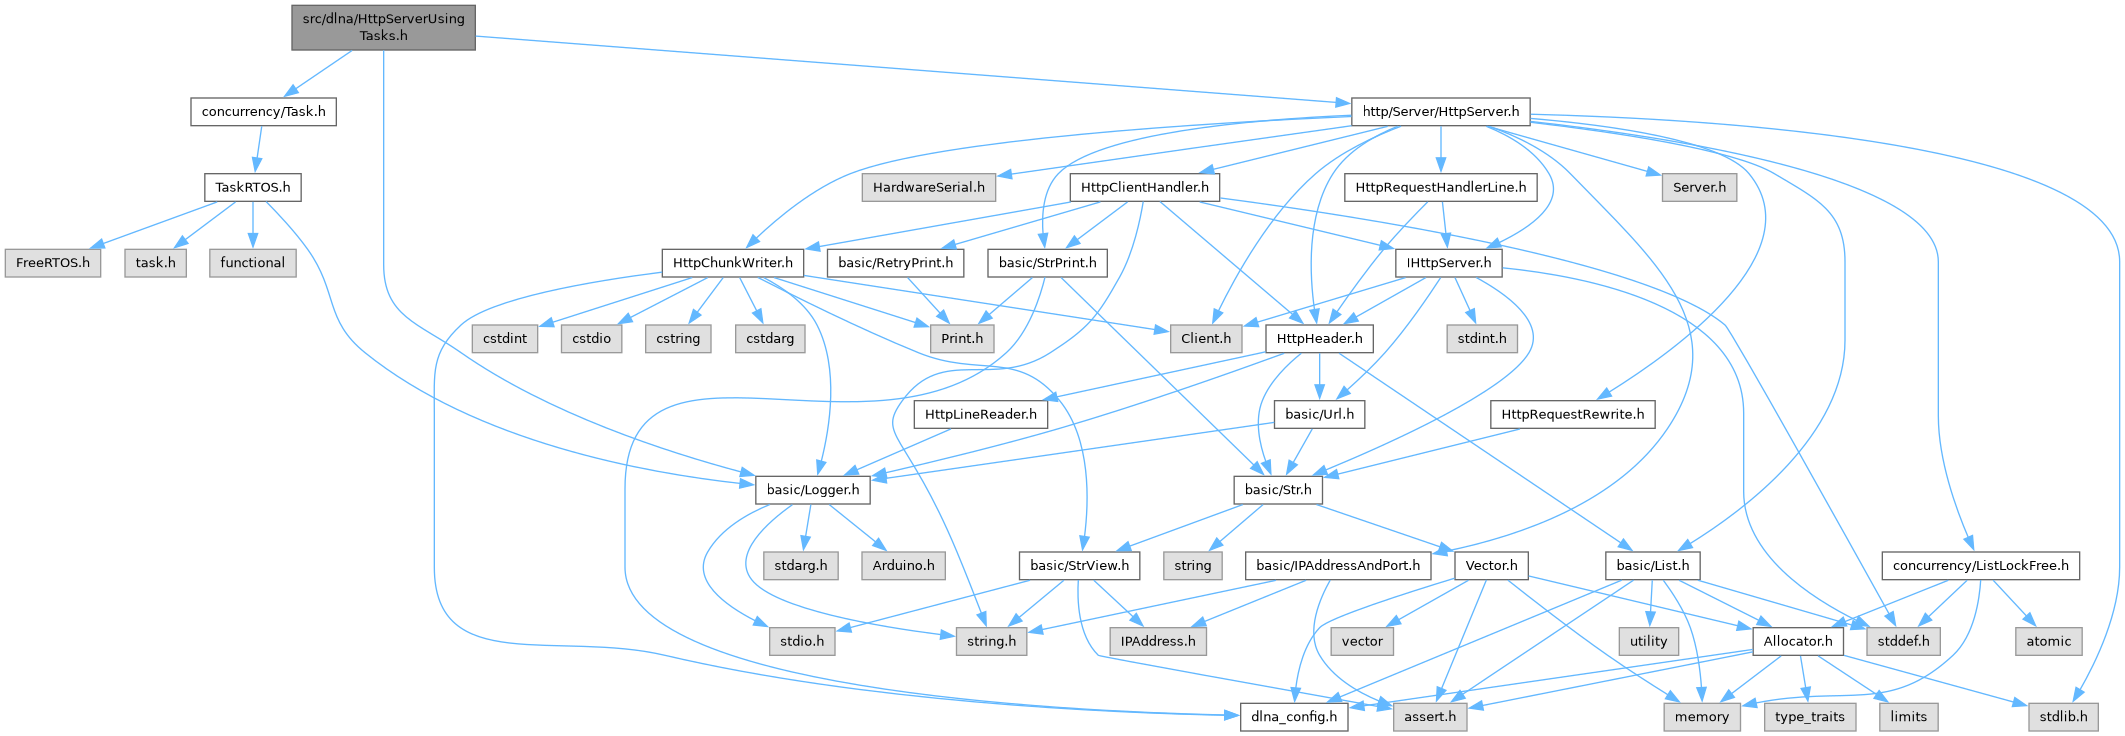 src/dlna/HttpServerUsing
Tasks.h
concurrency/Task.h
http/Server/HttpServer.h
TaskRTOS.h
HardwareSerial.h
HttpClientHandler.h
HttpRequestHandlerLine.h
Server.h
FreeRTOS.h
task.h
functional
HttpChunkWriter.h
basic/RetryPrint.h
basic/StrPrint.h
IHttpServer.h
cstdint
cstdio
cstring
cstdarg
Print.h
Client.h
HttpHeader.h
stdint.h
HttpLineReader.h
basic/Url.h
HttpRequestRewrite.h
basic/Logger.h
basic/Str.h
stdarg.h
Arduino.h
basic/StrView.h
string
basic/IPAddressAndPort.h
Vector.h
basic/List.h
concurrency/ListLockFree.h
stdio.h
string.h
IPAddress.h
vector
utility
Allocator.h
stddef.h
atomic
dlna_config.h
assert.h
memory
type_traits
limits
stdlib.h